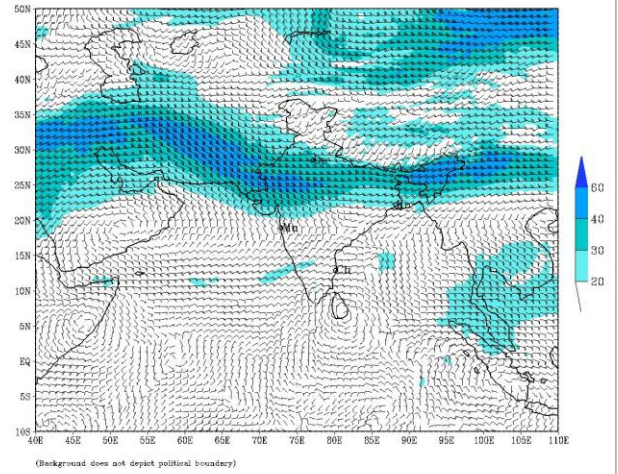 50N
45N
40N
35N
30N
25N
20N
15N
10N
5N
EQ
5S
10S
40E 45E 50E 55E 60E 65E 70E 75E 80E 85E 90E 95E 100E 105E 110E
60
40
30
20
Mu
Ch
(Background does not depict political boundary)